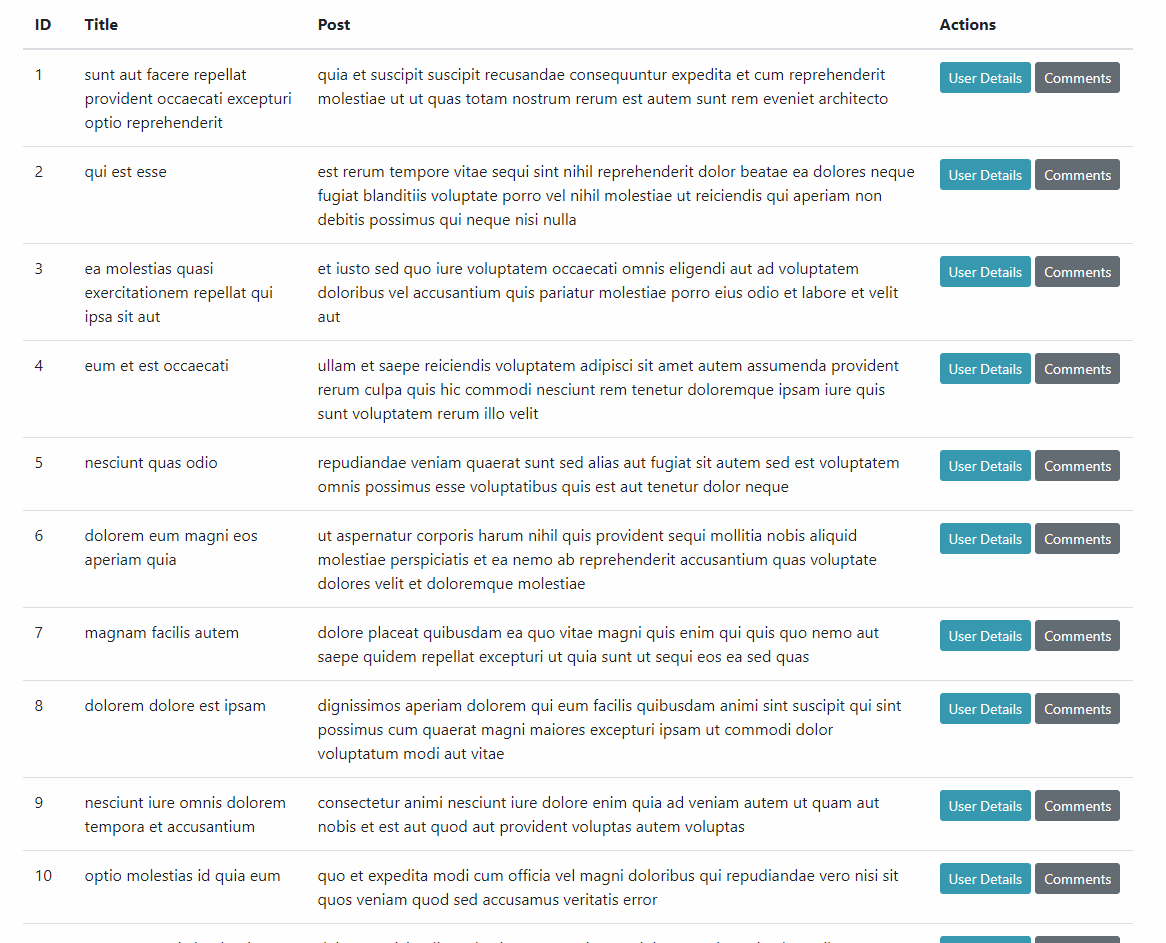 ID Title Post Actions
1 sunt aut facere repellat quia et suscipit suscipit recusandae consequuntur expedita et cum reprehenderit User Details Comments
provident occaecati excepturi molestiae ut ut quas totam nostrum rerum est autem sunt rem eveniet architecto
optio reprehenderit
2 qui est esse est rerum tempore vitae sequi sint nihil reprehenderit dolor beatae ea dolores neque User Details Comments
fugiat blanditiis voluptate porro vel nihil molestiae ut reiciendis qui aperiam non
debitis possimus qui neque nisi nulla
3 ea molestias quasi et iusto sed quo iure voluptatem occaecati omnis eligendi aut ad voluptatem User Details Comments
exercitationem repellat qui doloribus vel accusantium quis pariatur molestiae porro eius odio et labore et velit
ipsa sit aut aut
4 eum et est occaecati ullam et saepe reiciendis voluptatem adipisci sit amet autem assumenda provident User Details Comments
rerum culpa quis hic commodi nesciunt rem tenetur doloremque ipsam iure quis
sunt voluptatem rerum illo velit
5 nesciunt quas odio repudiandae veniam quaerat sunt sed alias aut fugiat sit autem sed est voluptatem User Details Comments
omnis possimus esse voluptatibus quis est aut tenetur dolor neque
6 dolorem eum magni eos ut aspernatur corporis harum nihil quis provident sequi mollitia nobis aliquid User Details Comments
aperiam quia molestiae perspiciatis et ea nemo ab reprehenderit accusantium quas voluptate
dolores velit et doloremque molestiae
7 magnam facilis autem dolore placeat quibusdam ea quo vitae magni quis enim qui quis quo nemo aut User Details Comments
saepe quidem repellat excepturi ut quia sunt ut sequi eos ea sed quas
8 dolorem dolore est ipsam dignissimos aperiam dolorem qui eum facilis quibusdam animi sint suscipit qui sint User Details Comments
possimus cum quaerat magni maiores excepturi ipsam ut commodi dolor
voluptatum modi aut vitae
9 nesciunt iure omnis dolorem consectetur animi nesciunt iure dolore enim quia ad veniam autem ut quam aut User Details Comments
tempora et accusantium nobis et est aut quod aut provident voluptas autem voluptas
10 optio molestias id quia eum quo et expedita modi cum officia vel magni doloribus qui repudiandae vero nisi sit User Details Comments
quos veniam quod sed accusamus veritatis error